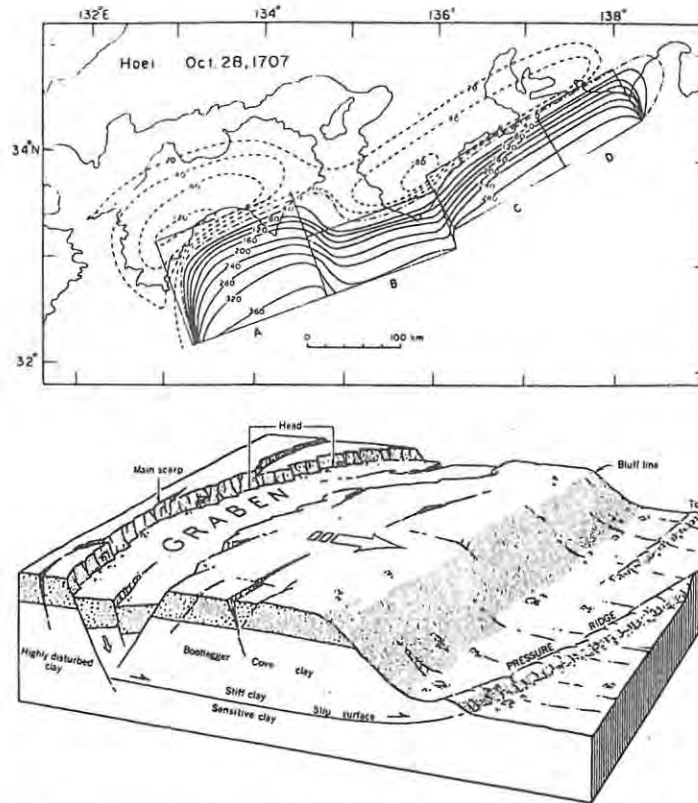 132° 134° 136° 138°
Hoei Oct. 28, 1707
34°N
32°
20
40
120
160
200
240
280
320
360
A
B
C
D
0 100 km
Head
Main scarp
Bluff line
GRABEN
PRESSURE RIDGE
Highly disturbed
clay
Bootlegger Cove clay
Stiff clay
Sensitive clay
Slip surface